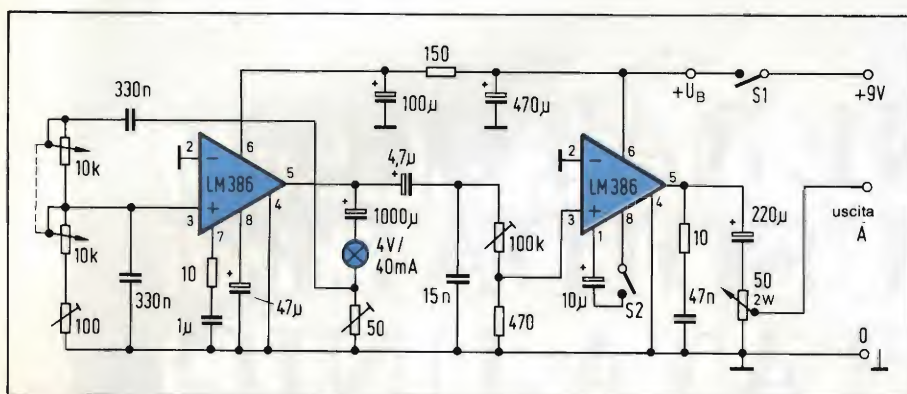 150
330n
+
100µ
+
470µ
+U_B
S1
+9V
10k
2
−
6
LM386
+
3
7
8
4
5
4,7µ
+
+
1000µ
4V/
40mA
10k
330n
100
10
1µ
+
47µ
50
15n
100k
470
2
−
6
LM386
+
3
1
8
4
5
+
10µ
S2
10
47n
+
220µ
50
2W
uscita
A
0